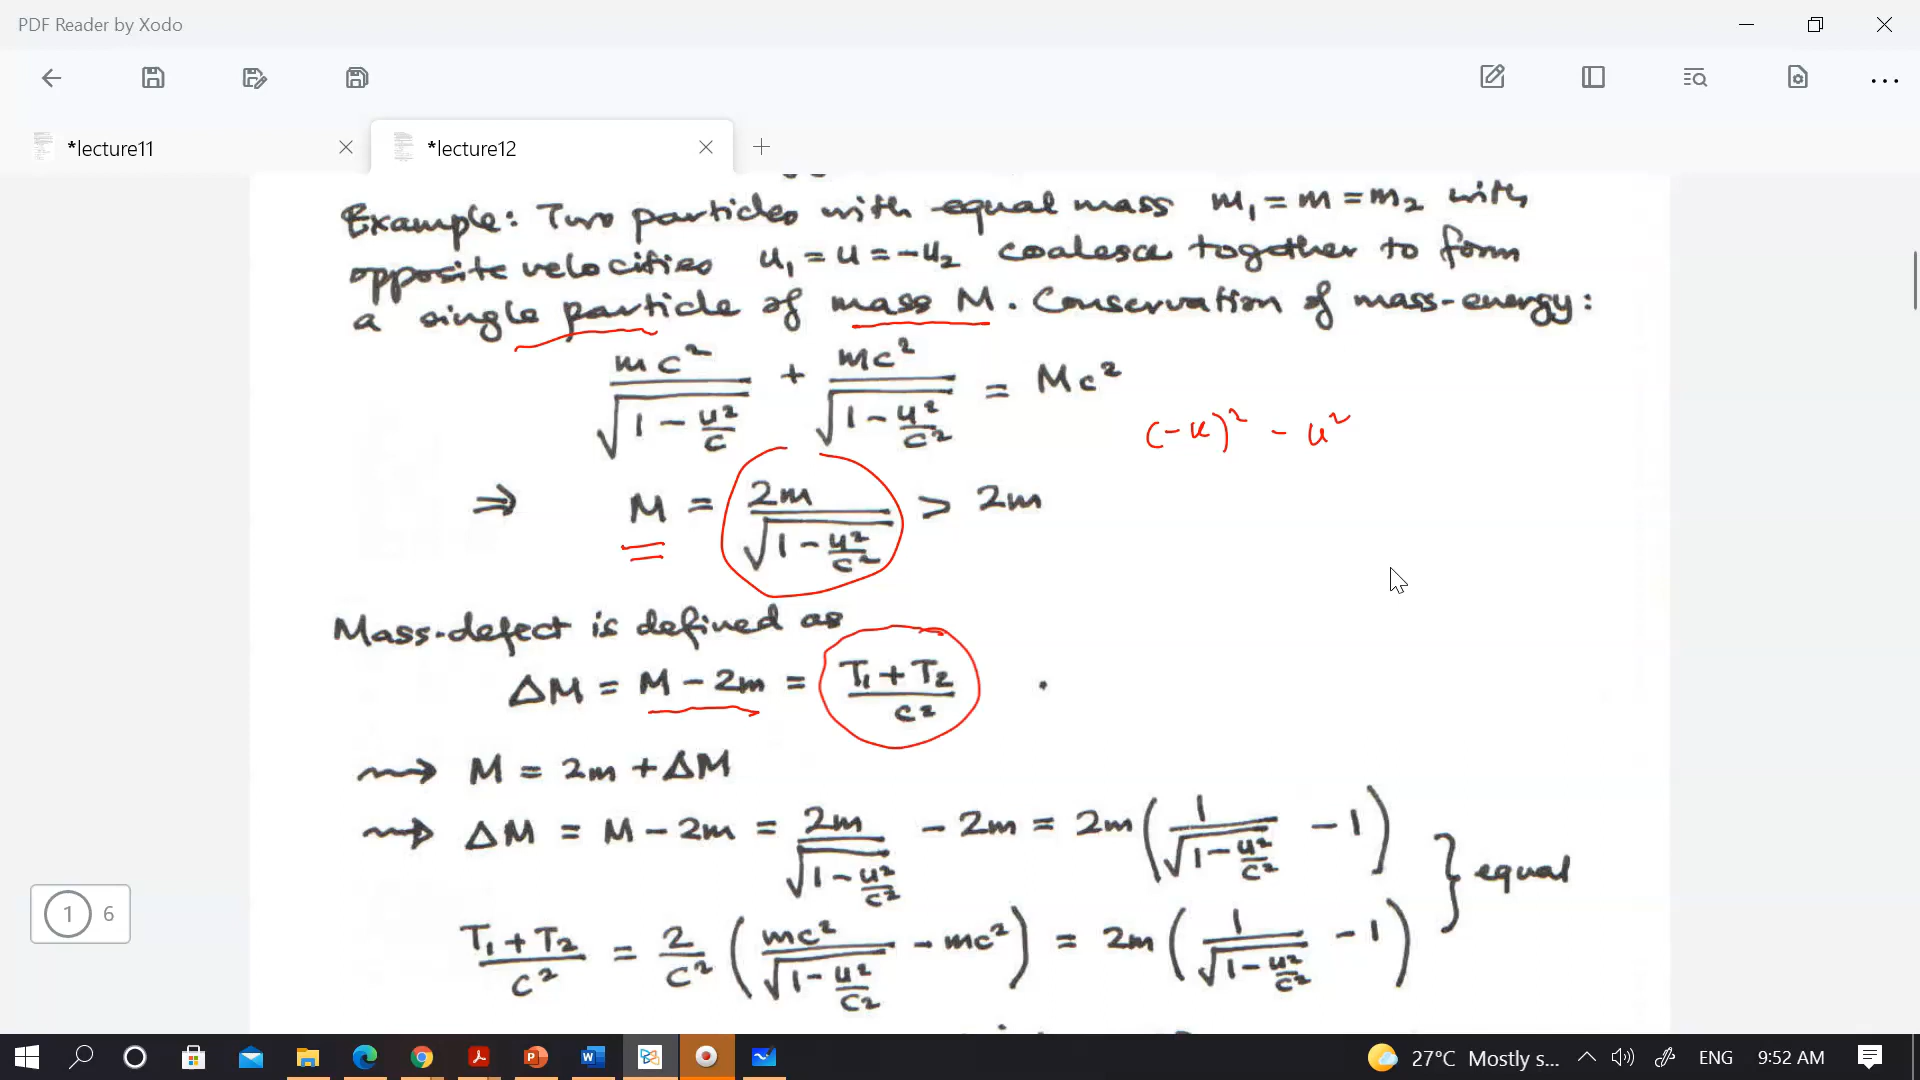 PDF Reader by Xodo
*lecture11
*lecture12
Example: Two particles with equal mass m₁ = m = m₂ with
opposite velocities u₁ = u = -u₂ coalesce together to form
a single particle of mass M. Conservation of mass-energy:
mc²/√(1 - u²/c) + mc²/√(1 - u²/c²) = Mc²
(-u)² - u²
⇒ M = 2m/√(1 - u²/c²) > 2m
Mass-defect is defined as
ΔM = M - 2m = (T₁ + T₂)/c² .
⇝ M = 2m + ΔM
⇝ ΔM = M - 2m = 2m/√(1 - u²/c²) - 2m = 2m(1/√(1 - u²/c²) - 1)
} equal
(T₁ + T₂)/c² = 2/c² (mc²/√(1 - u²/c²) - mc²) = 2m(1/√(1 - u²/c²) - 1)
1 6
27°C Mostly s... ENG 9:52 AM